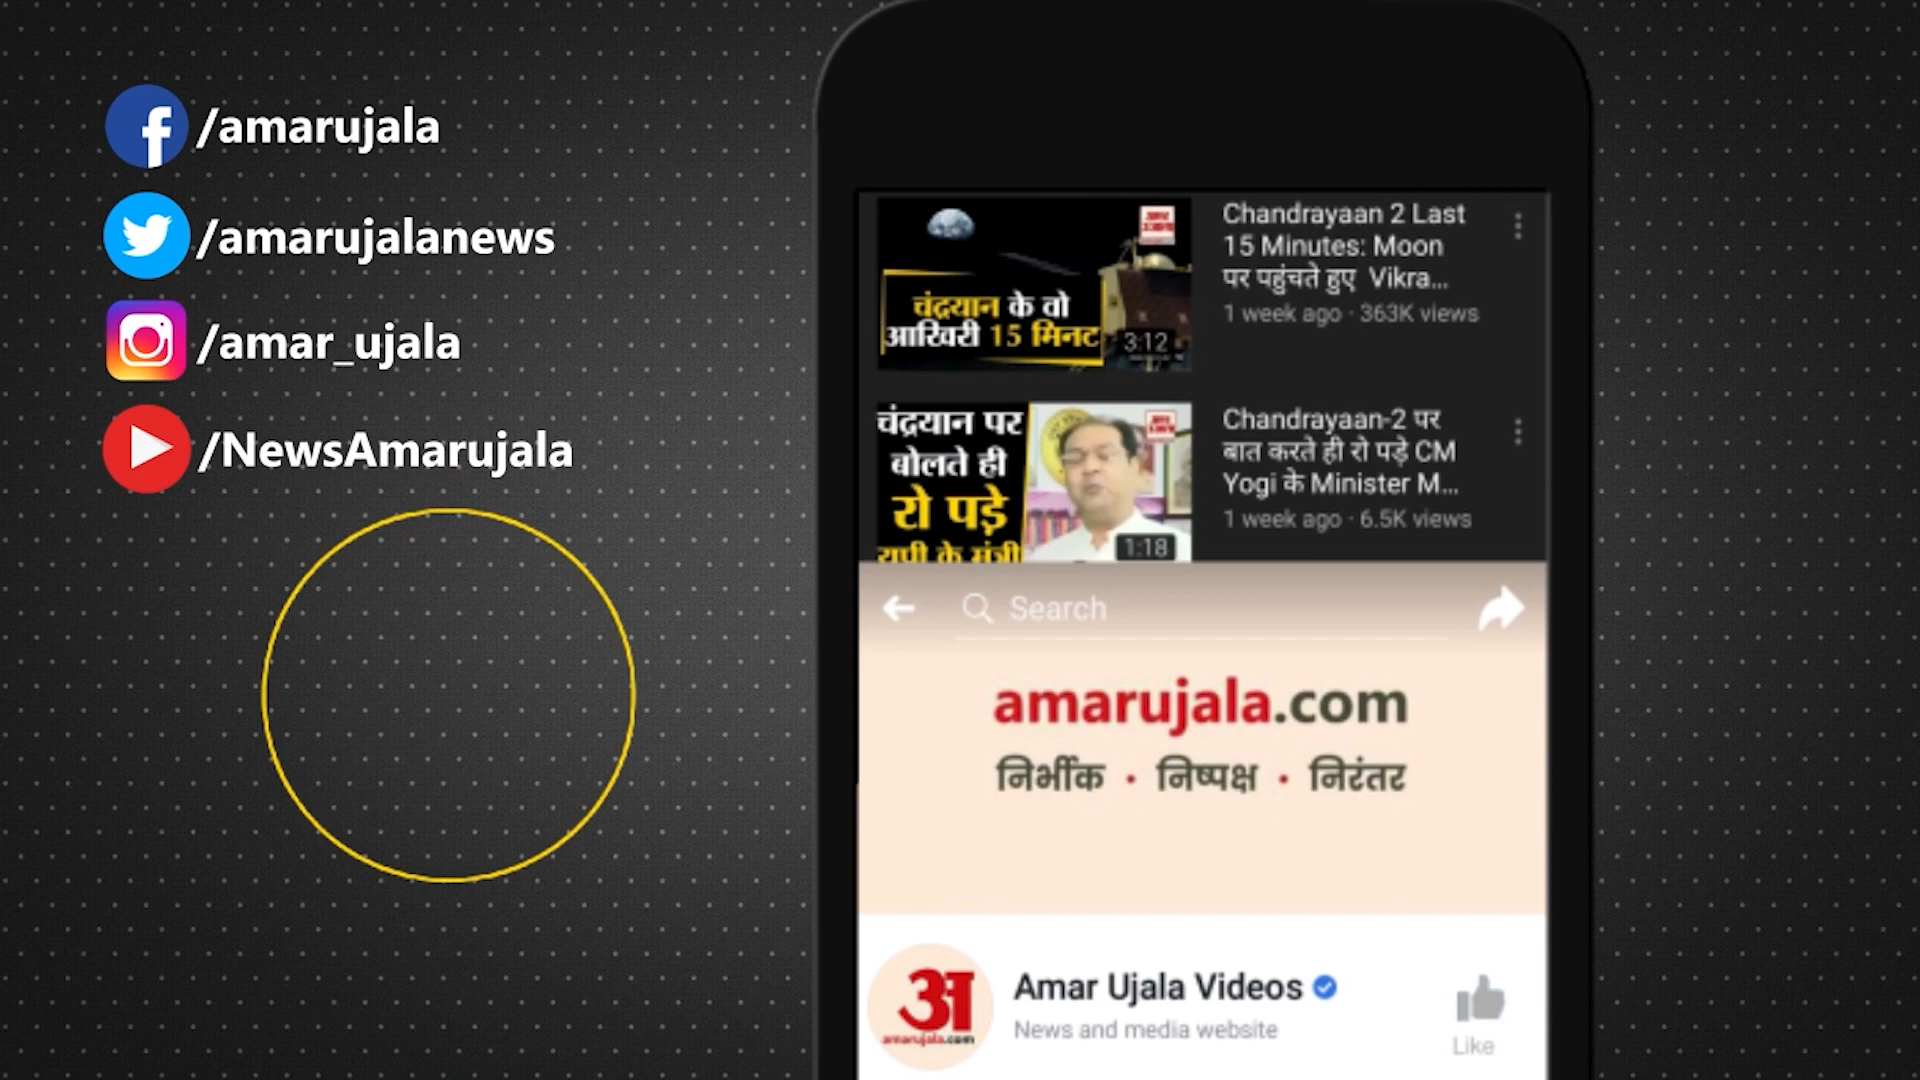 /amarujala
/amarujalanews
/amar_ujala
/NewsAmarujala
चंद्रयान के वो
आखिरी 15 मिनट
3:12
Chandrayaan 2 Last
15 Minutes: Moon
पर पहुंचते हुए Vikra...
1 week ago · 363K views
चंद्रयान पर
बोलते ही
रो पड़े
यूपी के मंत्री
1:18
Chandrayaan-2 पर
बात करते ही रो पड़े CM
Yogi के Minister M...
1 week ago · 6.5K views
Search
amarujala.com
निर्भीक • निष्पक्ष • निरंतर
अ
amarujala.com
Amar Ujala Videos
News and media website
Like